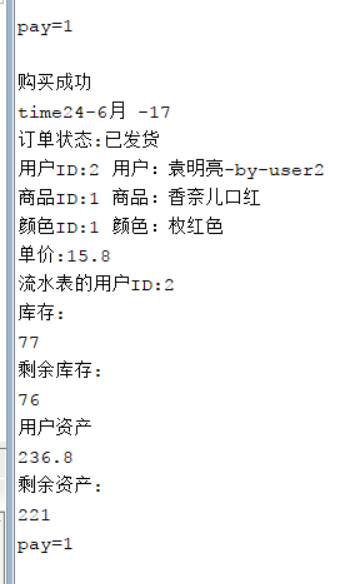 pay=1
购买成功
time24-6月 -17
订单状态:已发货
用户ID:2 用户: 袁明亮-by-user2
商品ID:1 商品: 香奈儿口红
颜色ID:1 颜色: 枚红色
单价:15.8
流水表的用户ID:2
库存:
77
剩余库存:
76
用户资产
236.8
剩余资产:
221
pay=1